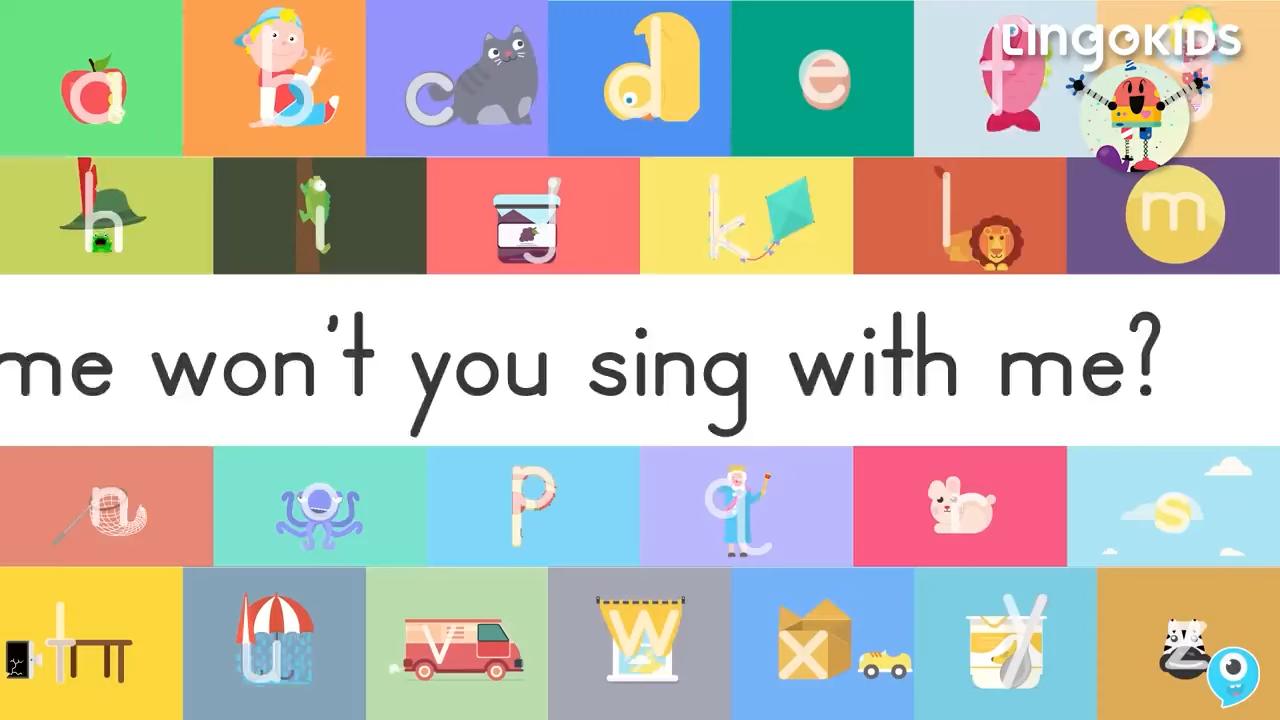 LINGOKIDS
a b c d e f
h i j k l m
me won't you sing with me?
n o p q r s
t u v w x y z